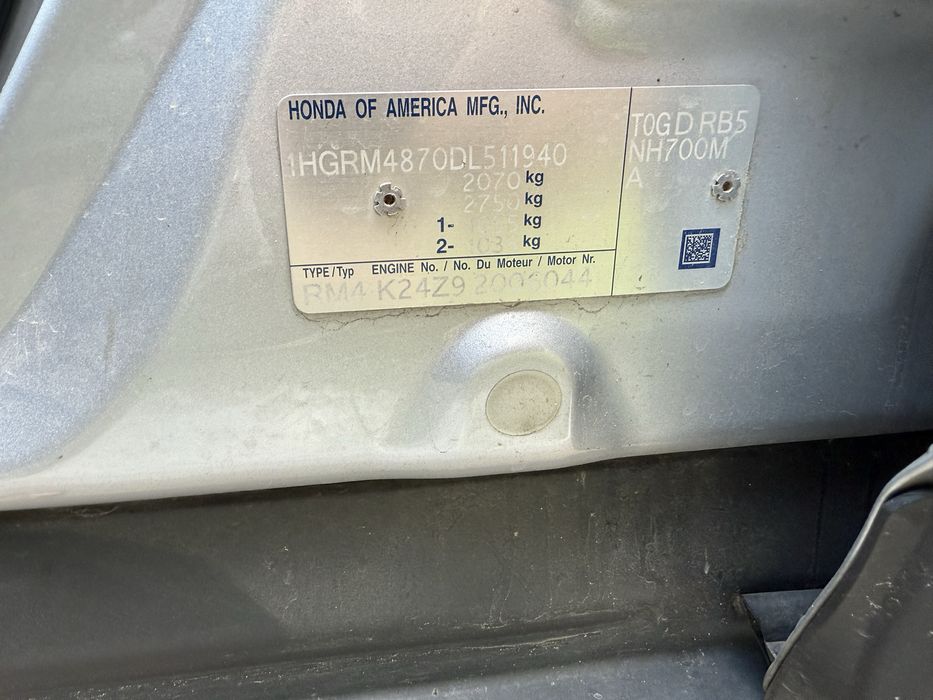 HONDA OF AMERICA MFG., INC.
1HGRM4870DL511940
2070 kg
2750 kg
1- kg
2- kg
TYPE/Typ ENGINE No. / No. Du Moteur / Motor Nr.
RM4 K24Z9 2006044
T0G D RB5
NH700M
A